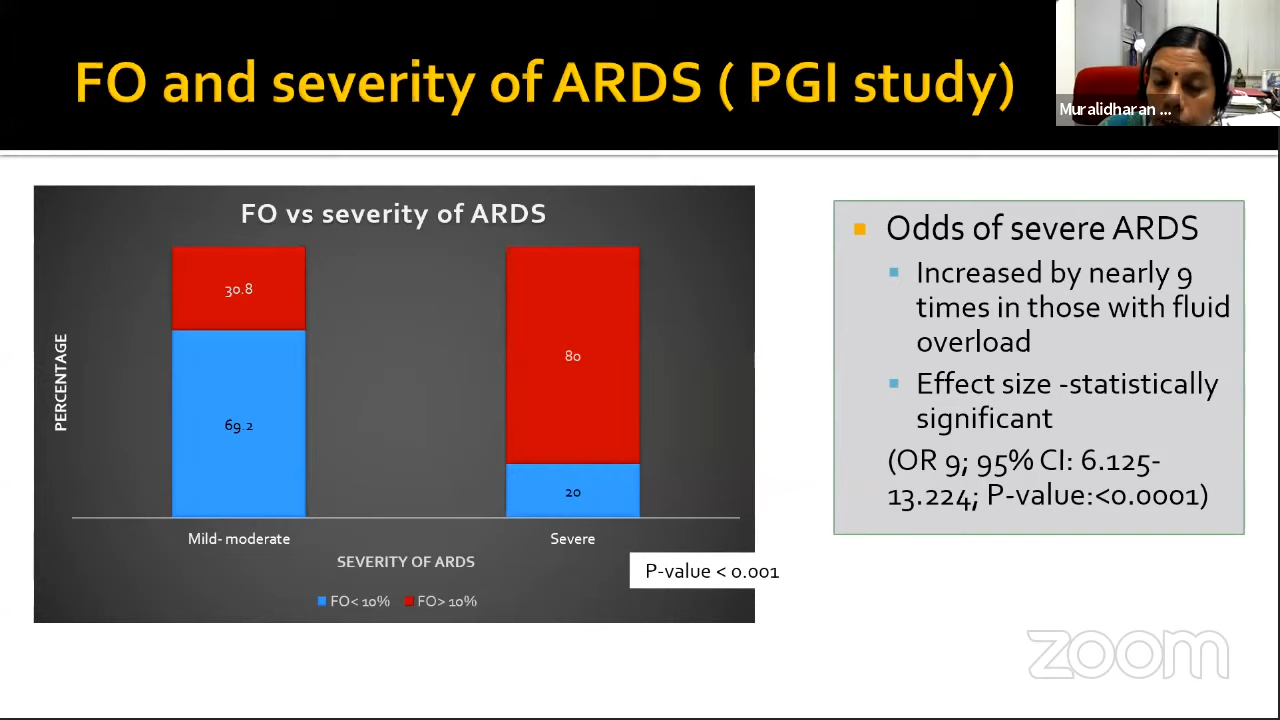 FO and severity of ARDS ( PGI study)
Muralidharan ...
FO vs severity of ARDS
30.8
80
69.2
20
PERCENTAGE
Mild- moderate
Severe
SEVERITY OF ARDS
P-value < 0.001
FO< 10%
FO> 10%
Odds of severe ARDS
Increased by nearly 9
times in those with fluid
overload
Effect size -statistically
significant
(OR 9; 95% CI: 6.125-
13.224; P-value:<0.0001)
zoom